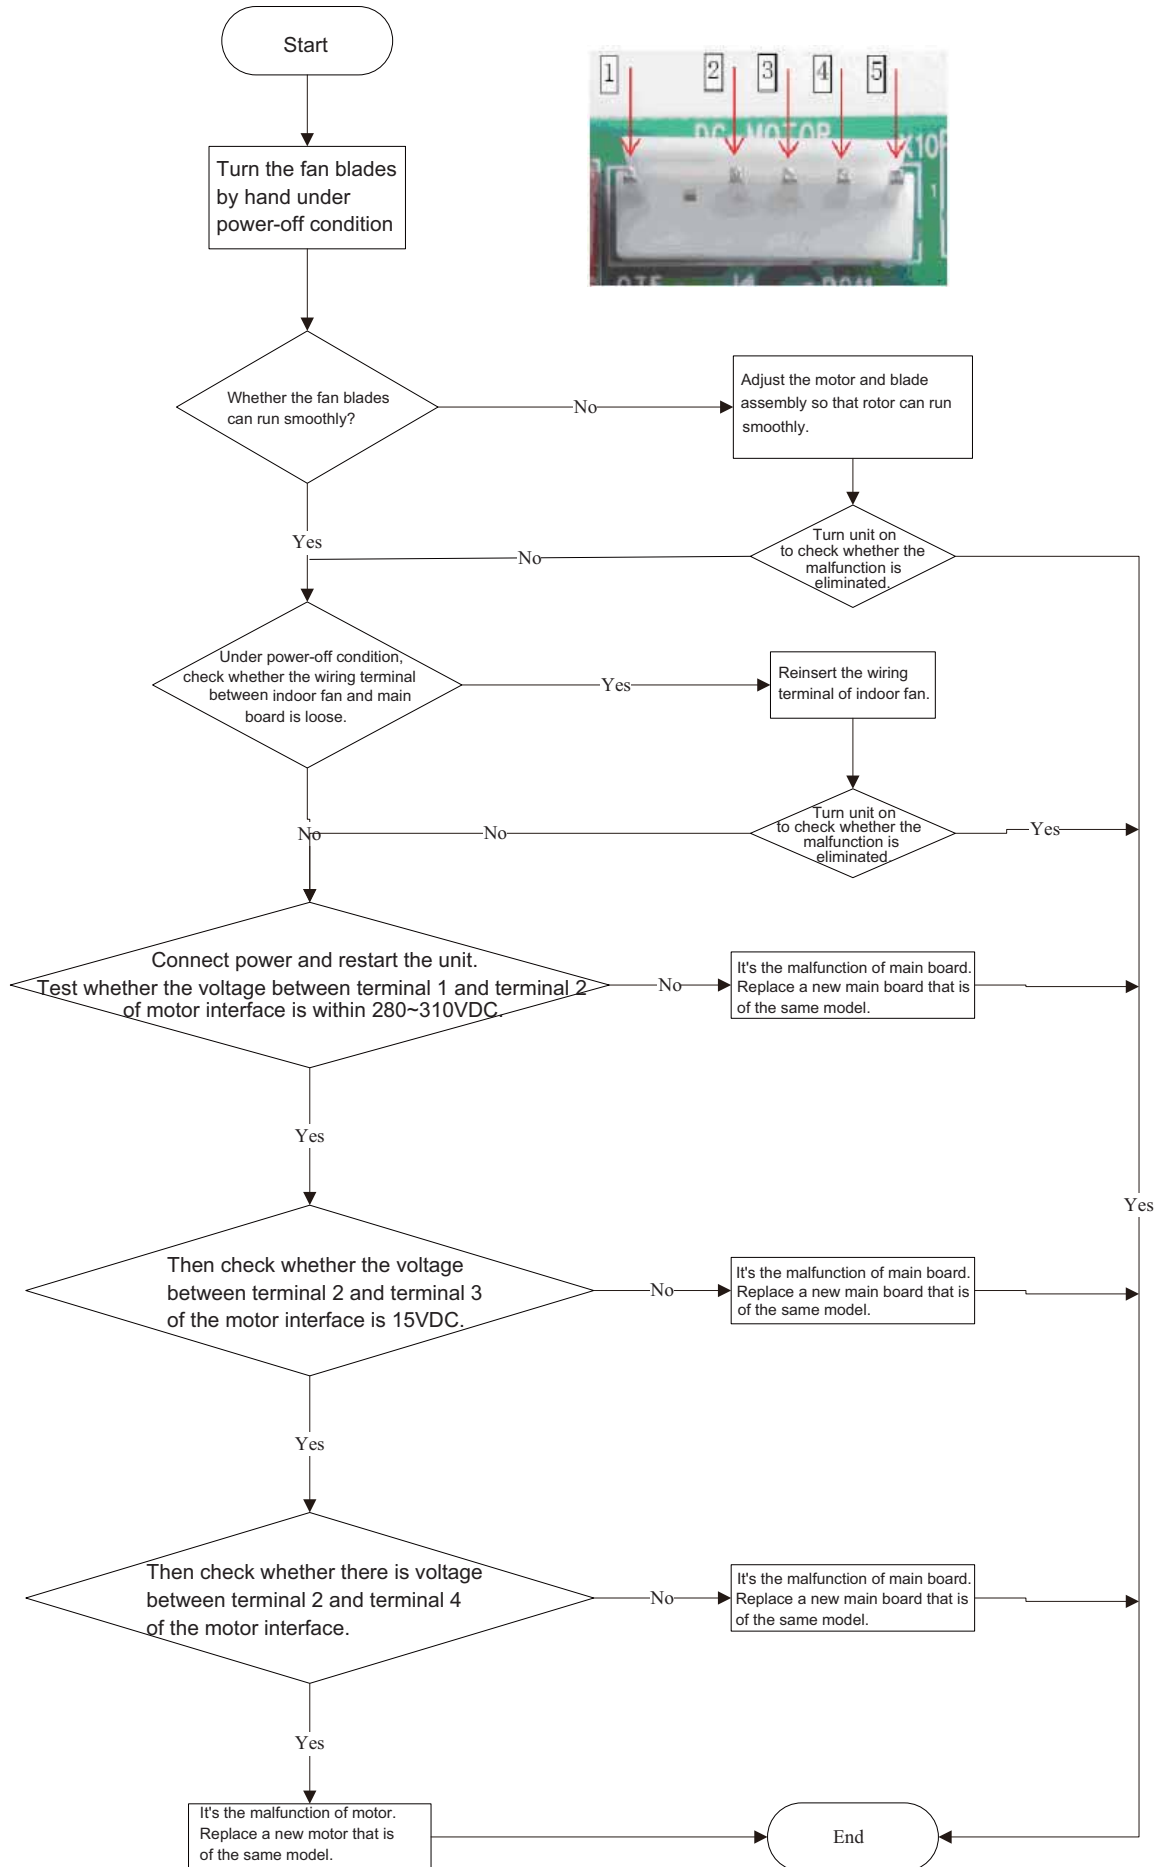 Start
1
2
3
4
5
DC MOTOR
1
Turn the fan blades
by hand under
power-off condition
Whether the fan blades
can run smoothly?
No
Adjust the motor and blade
assembly so that rotor can run
smoothly.
Yes
No
Turn unit on
to check whether the
malfunction is
eliminated.
Under power-off condition,
check whether the wiring terminal
between indoor fan and main
board is loose.
Yes
Reinsert the wiring
terminal of indoor fan.
No
No
Turn unit on
to check whether the
malfunction is
eliminated.
Yes
Connect power and restart the unit.
Test whether the voltage between terminal 1 and terminal 2
of motor interface is within 280~310VDC.
No
It's the malfunction of main board.
Replace a new main board that is
of the same model.
Yes
Yes
Then check whether the voltage
between terminal 2 and terminal 3
of the motor interface is 15VDC.
No
It's the malfunction of main board.
Replace a new main board that is
of the same model.
Yes
Then check whether there is voltage
between terminal 2 and terminal 4
of the motor interface.
No
It's the malfunction of main board.
Replace a new main board that is
of the same model.
Yes
It's the malfunction of motor.
Replace a new motor that is
of the same model.
End